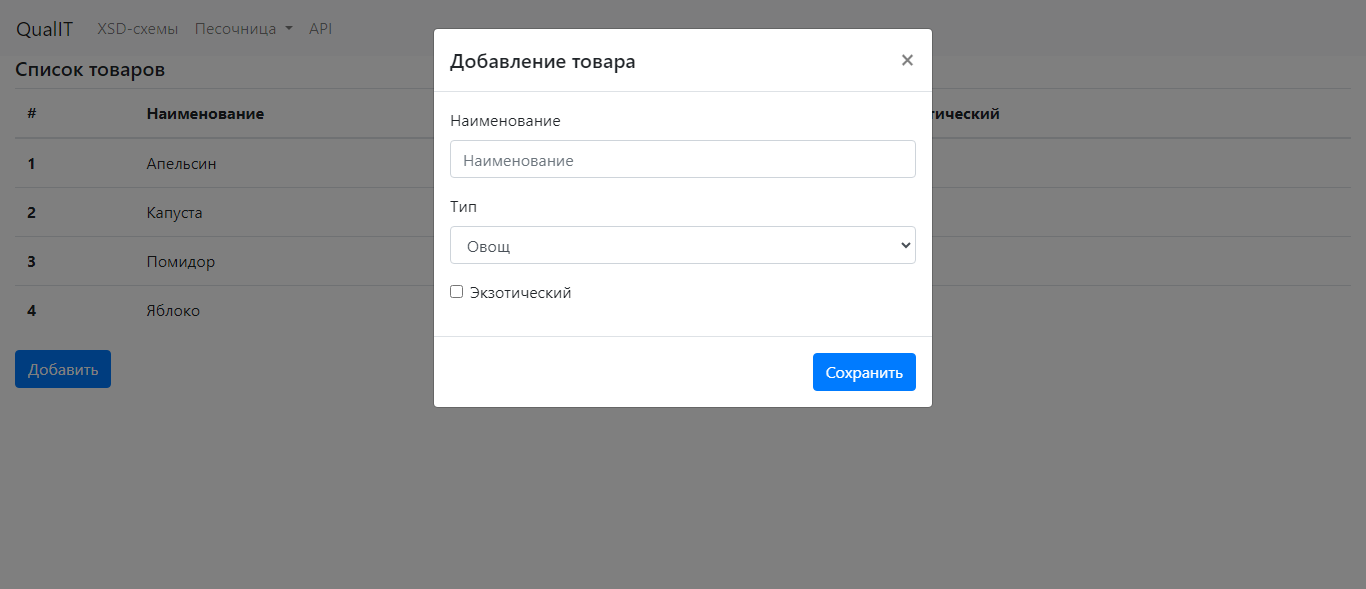 QualIT XSD-схемы Песочница API
Список товаров
# Наименование тический
1 Апельсин
2 Капуста
3 Помидор
4 Яблоко
Добавить
Добавление товара ×
Наименование
Наименование
Тип
Овощ
Экзотический
Сохранить